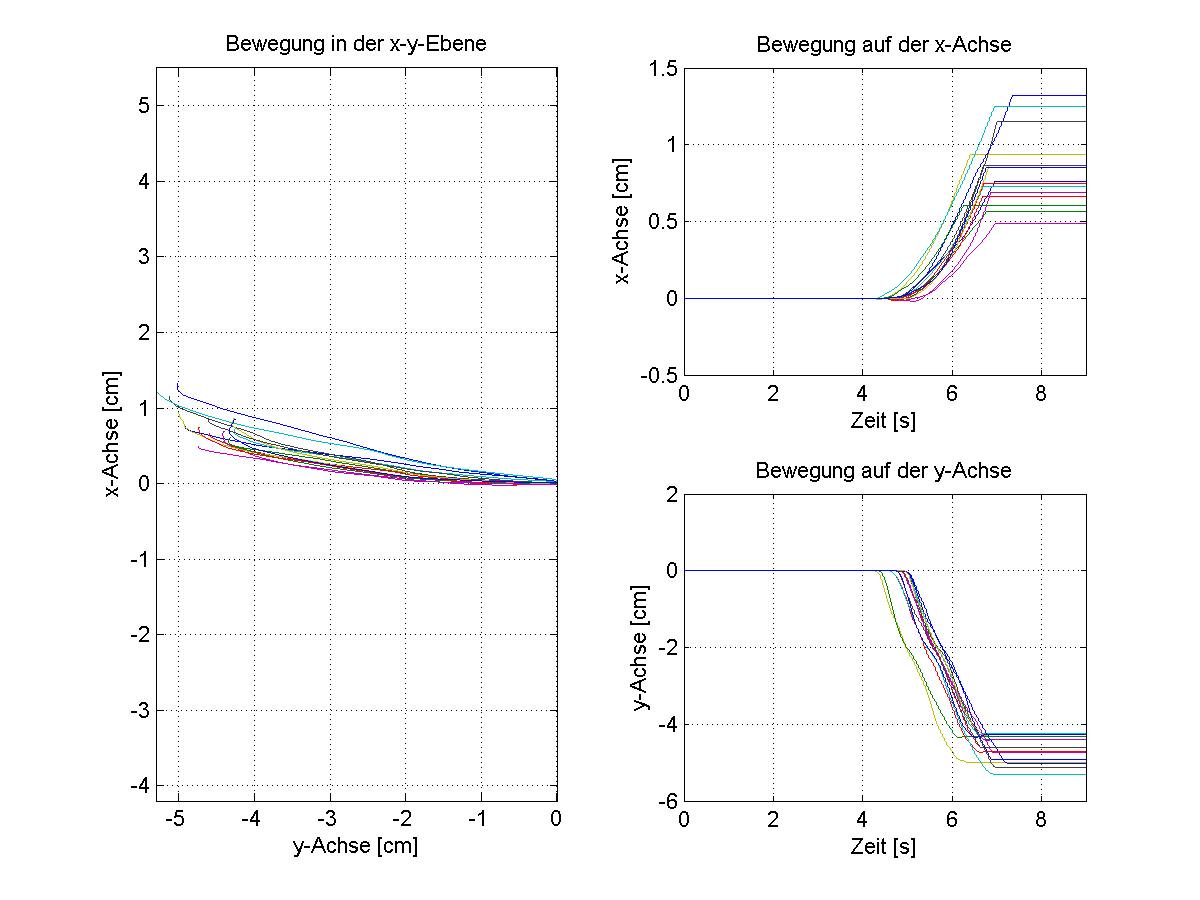 Bewegung in der x-y-Ebene
x-Achse [cm]
5
4
3
2
1
0
-1
-2
-3
-4
-5 -4 -3 -2 -1 0
y-Achse [cm]
Bewegung auf der x-Achse
x-Achse [cm]
1.5
1
0.5
0
-0.5
0 2 4 6 8
Zeit [s]
Bewegung auf der y-Achse
y-Achse [cm]
2
0
-2
-4
-6
0 2 4 6 8
Zeit [s]